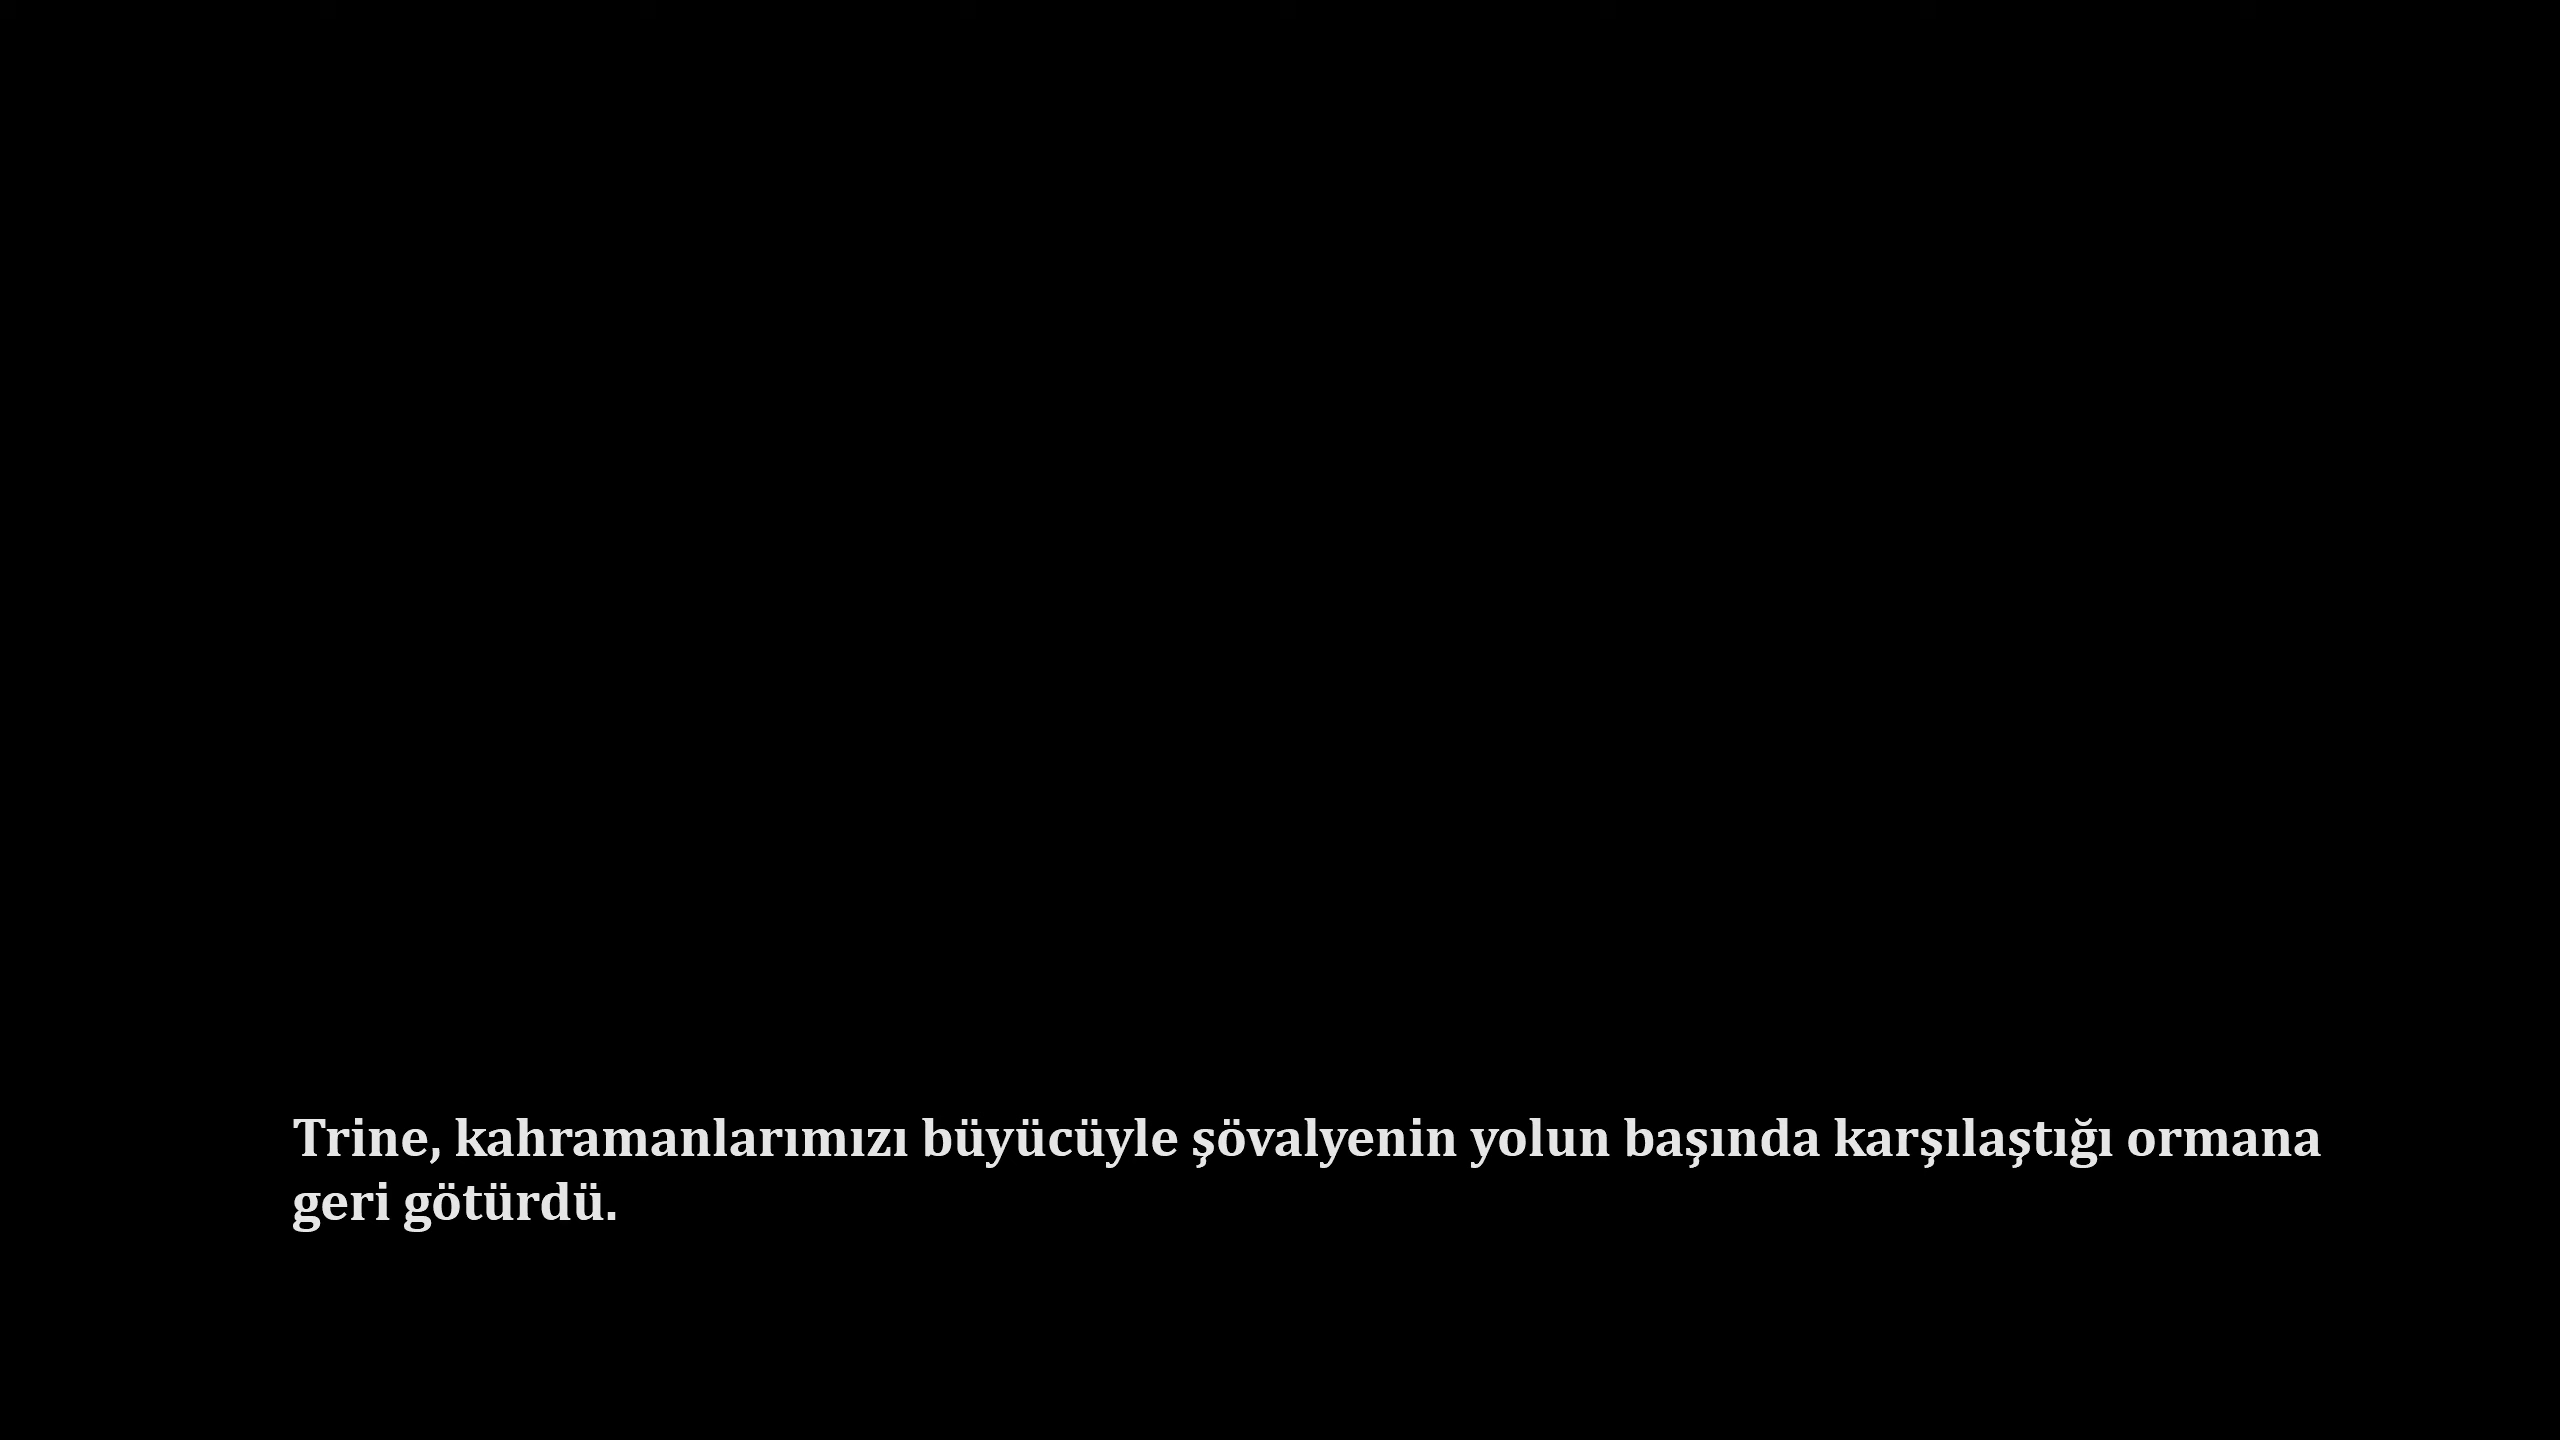 Trine, kahramanlarımızı büyücüyle şövalyenin yolun başında karşılaştığı ormana
geri götürdü.